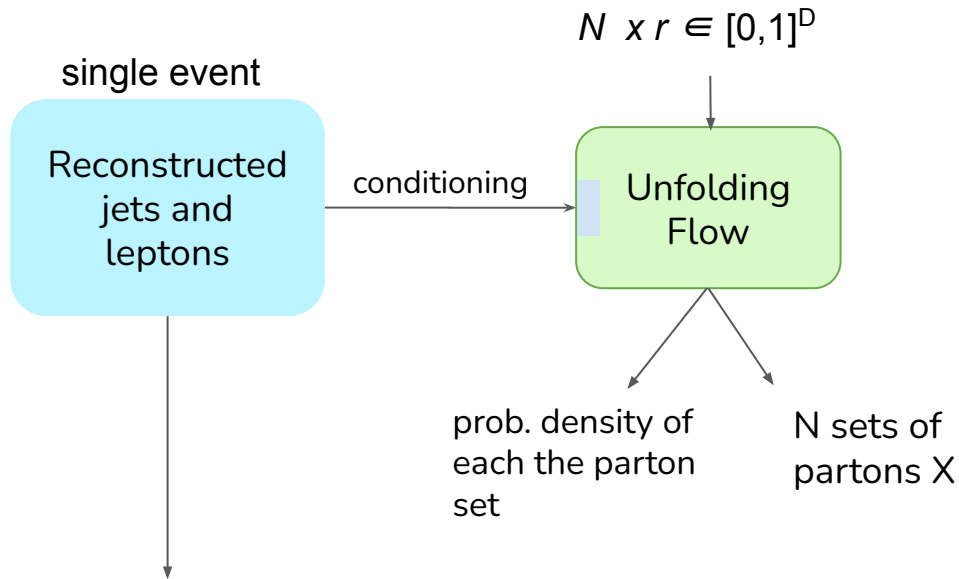 N x r ∈ [0,1]^D
single event
Reconstructed
jets and
leptons
conditioning
Unfolding
Flow
prob. density of
each the parton
set
N sets of
partons X